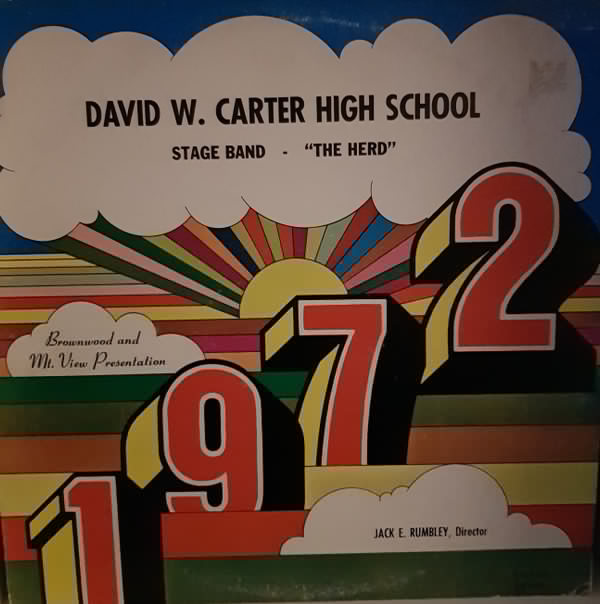 DAVID W. CARTER HIGH SCHOOL
STAGE BAND - "THE HERD"
Brownwood and
Mt. View Presentation
1972
JACK E. RUMBLEY, Director